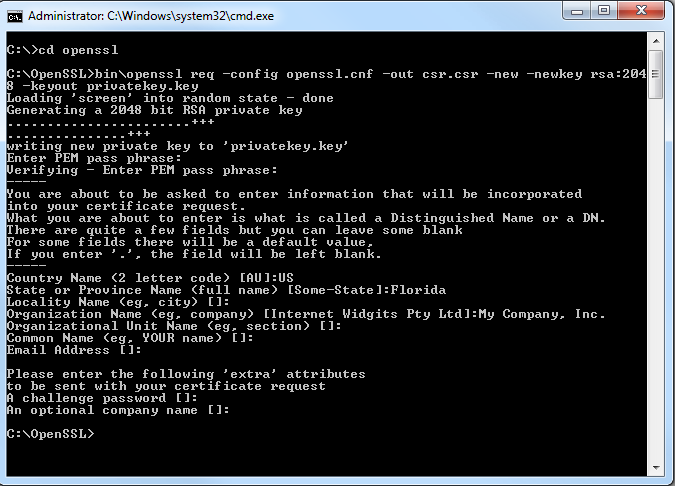 Administrator: C:\Windows\system32\cmd.exe
C:\>cd openssl
C:\OpenSSL>bin\openssl req -config openssl.cnf -out csr.csr -new -newkey rsa:204
8 -keyout privatekey.key
Loading 'screen' into random state - done
Generating a 2048 bit RSA private key
.......................+++
...............+++
writing new private key to 'privatekey.key'
Enter PEM pass phrase:
Verifying - Enter PEM pass phrase:
-----
You are about to be asked to enter information that will be incorporated
into your certificate request.
What you are about to enter is what is called a Distinguished Name or a DN.
There are quite a few fields but you can leave some blank
For some fields there will be a default value,
If you enter '.', the field will be left blank.
-----
Country Name (2 letter code) [AU]:US
State or Province Name (full name) [Some-State]:Florida
Locality Name (eg, city) []:
Organization Name (eg, company) [Internet Widgits Pty Ltd]:My Company, Inc.
Organizational Unit Name (eg, section) []:
Common Name (eg, YOUR name) []:
Email Address []:
Please enter the following 'extra' attributes
to be sent with your certificate request
A challenge password []:
An optional company name []:
C:\OpenSSL>